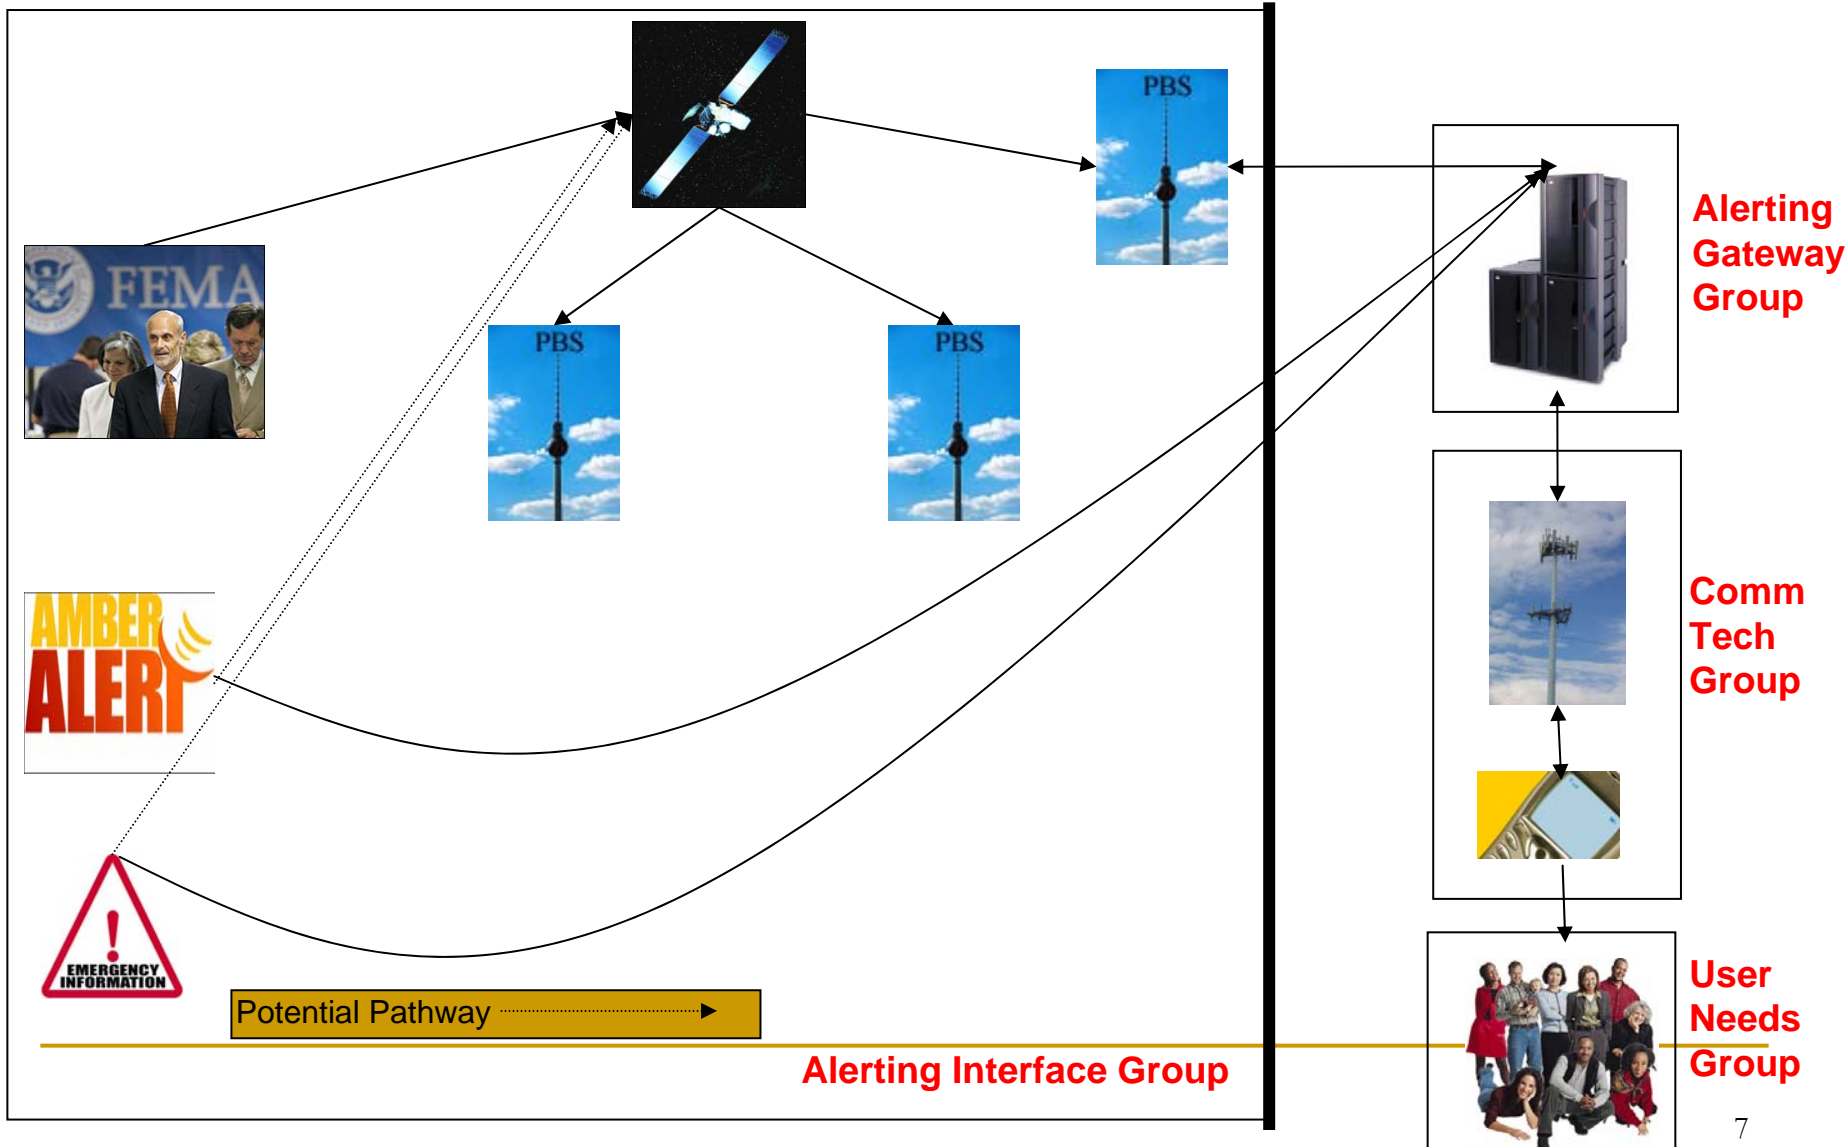 PBS
Alerting
Gateway
Group
FEMA
PBS
PBS
AMBER
ALERT
Comm
Tech
Group
EMERGENCY
INFORMATION
Potential Pathway
Alerting Interface Group
User
Needs
Group
7